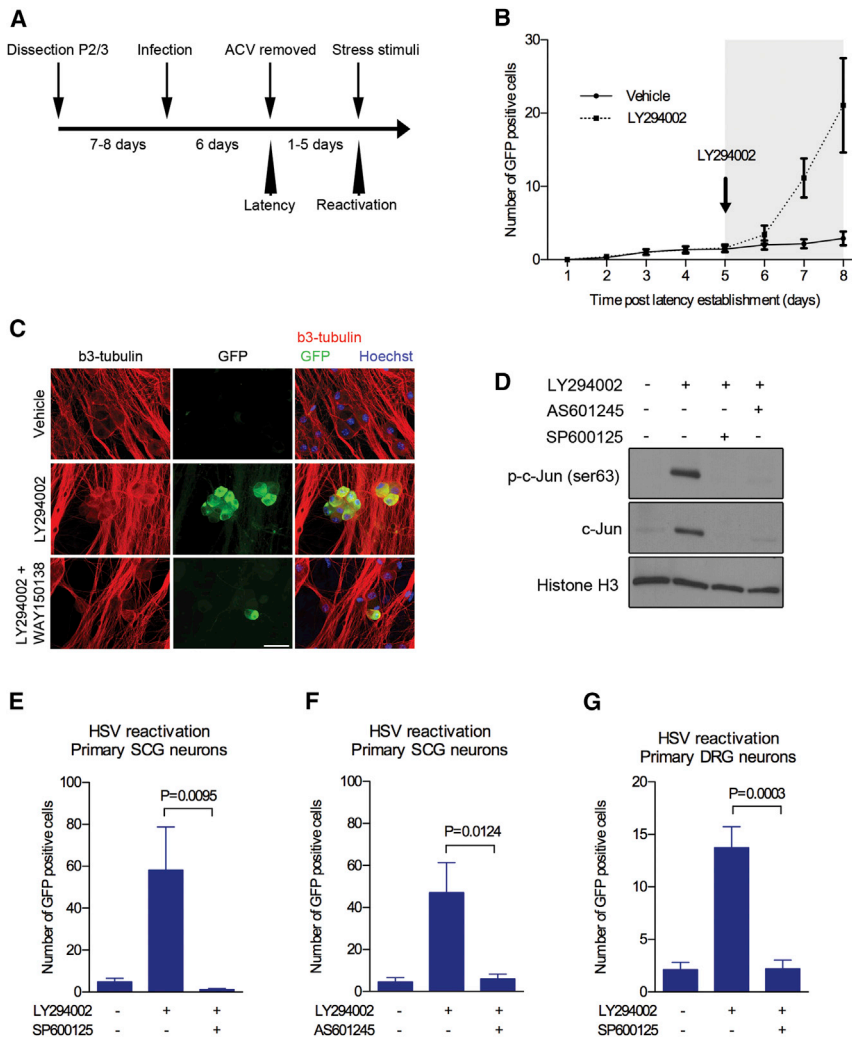 A
Dissection P2/3 Infection ACV removed Stress stimuli
7-8 days 6 days 1-5 days
Latency Reactivation
B
Number of GFP positive cells
30
20
10
0
Vehicle
LY294002
LY294002
1 2 3 4 5 6 7 8
Time post latency establishment (days)
C
b3-tubulin
b3-tubulin GFP GFP Hoechst
Vehicle
LY294002
LY294002 +
WAY150138
D
LY294002 - + + +
AS601245 - - - +
SP600125 - - + -
p-c-Jun (ser63)
c-Jun
Histone H3
E
HSV reactivation
Primary SCG neurons
Number of GFP positive cells
100
80
60
40
20
0
P=0.0095
LY294002 - + +
SP600125 - - +
F
HSV reactivation
Primary SCG neurons
Number of GFP positive cells
100
80
60
40
20
0
P=0.0124
LY294002 - + +
AS601245 - - +
G
HSV reactivation
Primary DRG neurons
Number of GFP positive cells
20
15
10
5
0
P=0.0003
LY294002 - + +
SP600125 - - +